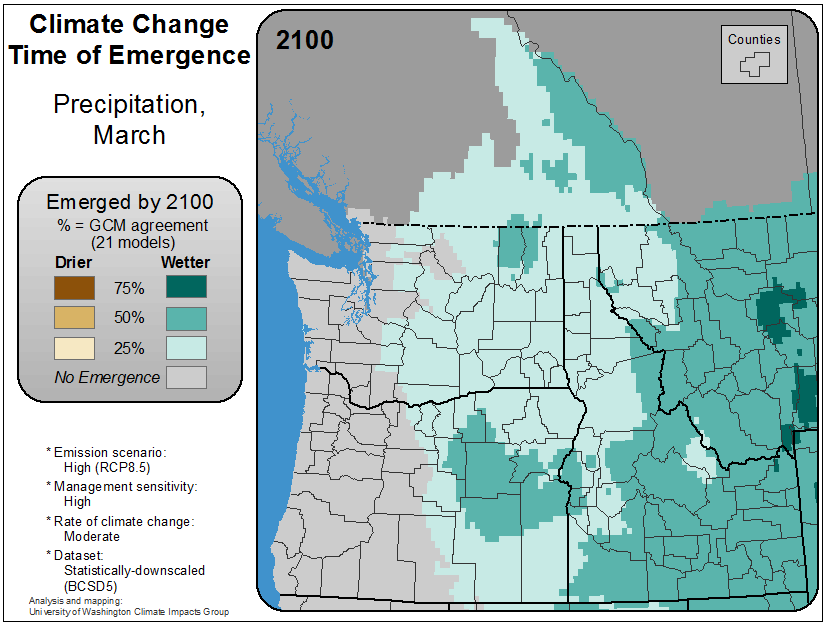 Climate Change
Time of Emergence
Precipitation,
March
Emerged by 2100
% = GCM agreement
(21 models)
Drier Wetter
75%
50%
25%
No Emergence
* Emission scenario:
High (RCP8.5)
* Management sensitivity:
High
* Rate of climate change:
Moderate
* Dataset:
Statistically-downscaled
(BCSD5)
Analysis and mapping:
University of Washington Climate Impacts Group
2100
Counties